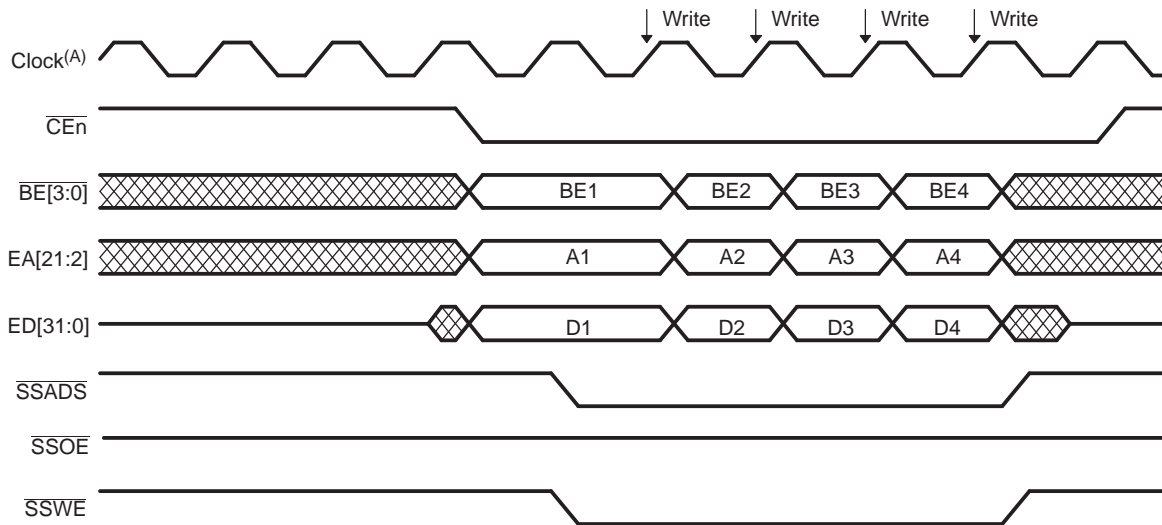 Write Write Write Write
Clock(A)
CEn
BE[3:0] BE1 BE2 BE3 BE4
EA[21:2] A1 A2 A3 A4
ED[31:0] D1 D2 D3 D4
SSADS
SSOE
SSWE